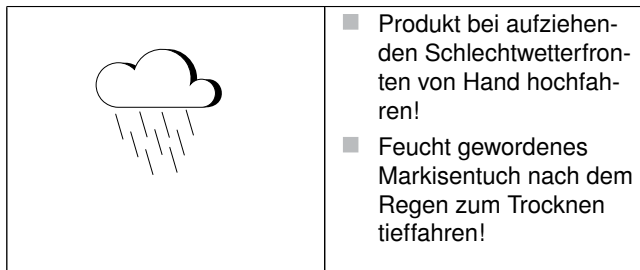 Produkt bei aufziehen-
den Schlechtwetterfron-
ten von Hand hochfah-
ren!
Feucht gewordenes
Markisentuch nach dem
Regen zum Trocknen
tieffahren!